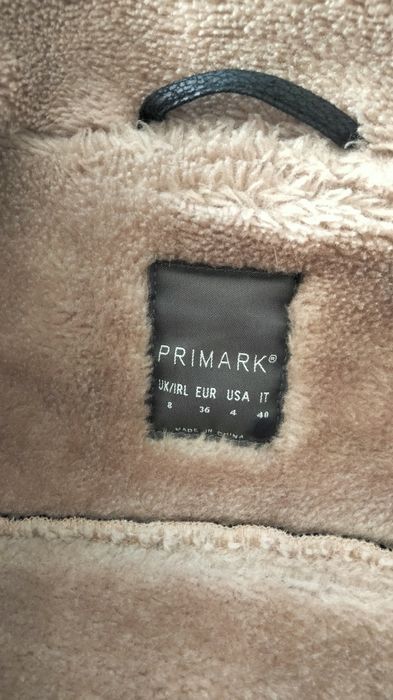 PRIMARK®
UK/IRL EUR USA IT
8 36 4 40
MADE IN CHINA